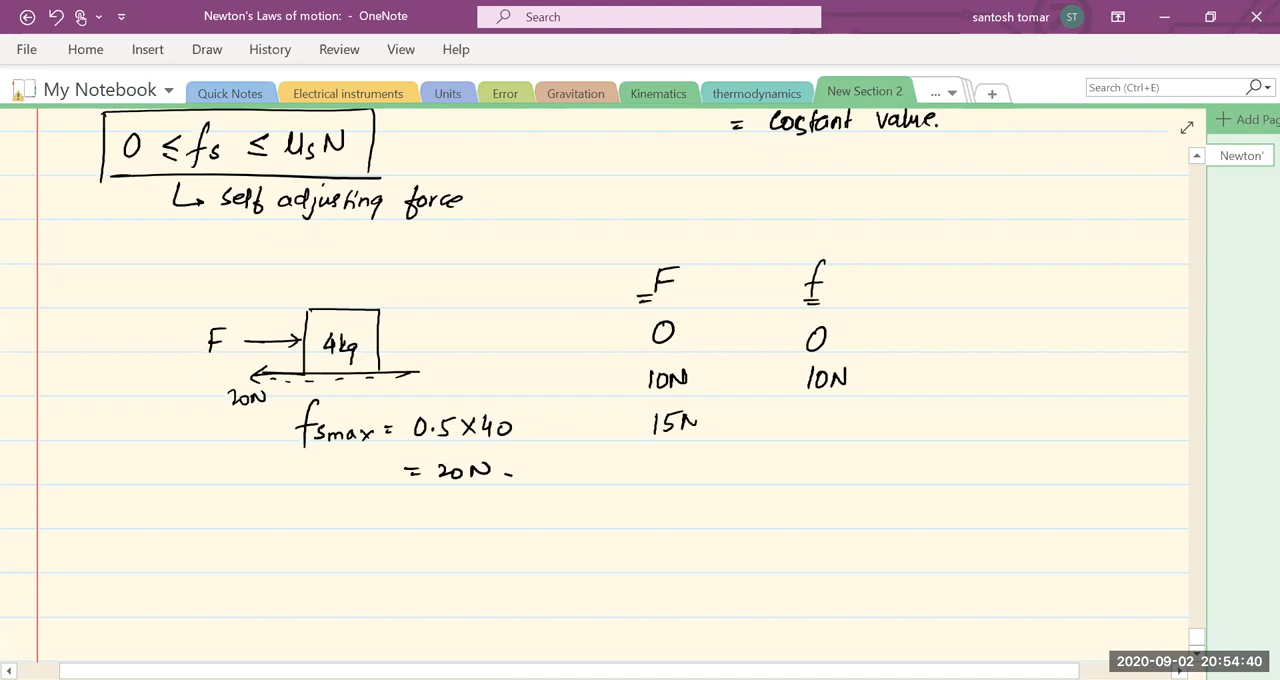 Newton's Laws of motion: - OneNote
Search
santosh tomar ST
File Home Insert Draw History Review View Help
My Notebook
Quick Notes Electrical instruments Units Error Gravitation Kinematics thermodynamics New Section 2 ... +
Search (Ctrl+E)
Add Pag
Newton'
= costant value.
0 ≤ fs ≤ μsN
↳ self adjusting force
F f
0 0
F → 4kg
10N 10N
20N
fsmax = 0.5×40
15N
= 20N -
2020-09-02 20:54:40